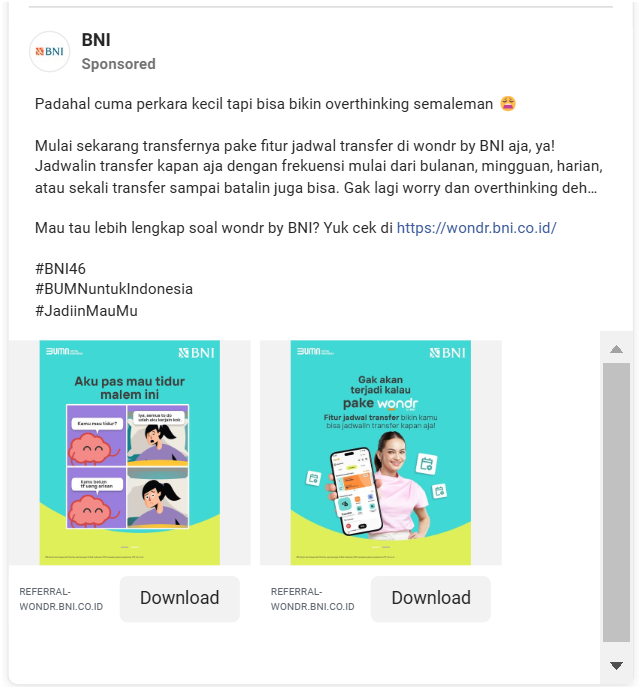 BNI
BNI
Sponsored
Padahal cuma perkara kecil tapi bisa bikin overthinking semaleman 😫
Mulai sekarang transfernya pake fitur jadwal transfer di wondr by BNI aja, ya!
Jadwalin transfer kapan aja dengan frekuensi mulai dari bulanan, mingguan, harian,
atau sekali transfer sampai batalin juga bisa. Gak lagi worry dan overthinking deh...
Mau tau lebih lengkap soal wondr by BNI? Yuk cek di https://wondr.bni.co.id/
#BNI46
#BUMNuntukIndonesia
#JadiinMauMu
BUMN
BNI
Aku pas mau tidur
malem ini
Kamu mau tidur?
Iya, semua to do
udah aku kerjain kok
Kamu belum
tf uang arisan
REFERRAL-
WONDR.BNI.CO.ID
Download
BUMN
BNI
Gak akan
terjadi kalau
pake wondr
Fitur jadwal transfer bikin kamu
bisa jadwalin transfer kapan aja!
REFERRAL-
WONDR.BNI.CO.ID
Download